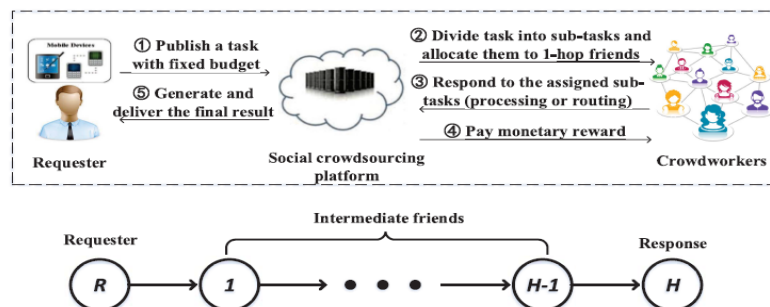 Mobile Devices
① Publish a task
with fixed budget
⑤ Generate and
deliver the final result
Requester
Social crowdsourcing
platform
② Divide task into sub-tasks and
allocate them to 1-hop friends
③ Respond to the assigned sub-
tasks (processing or routing)
④ Pay monetary reward
Crowdworkers
Intermediate friends
Requester
Response
R
1
• • •
H-1
H